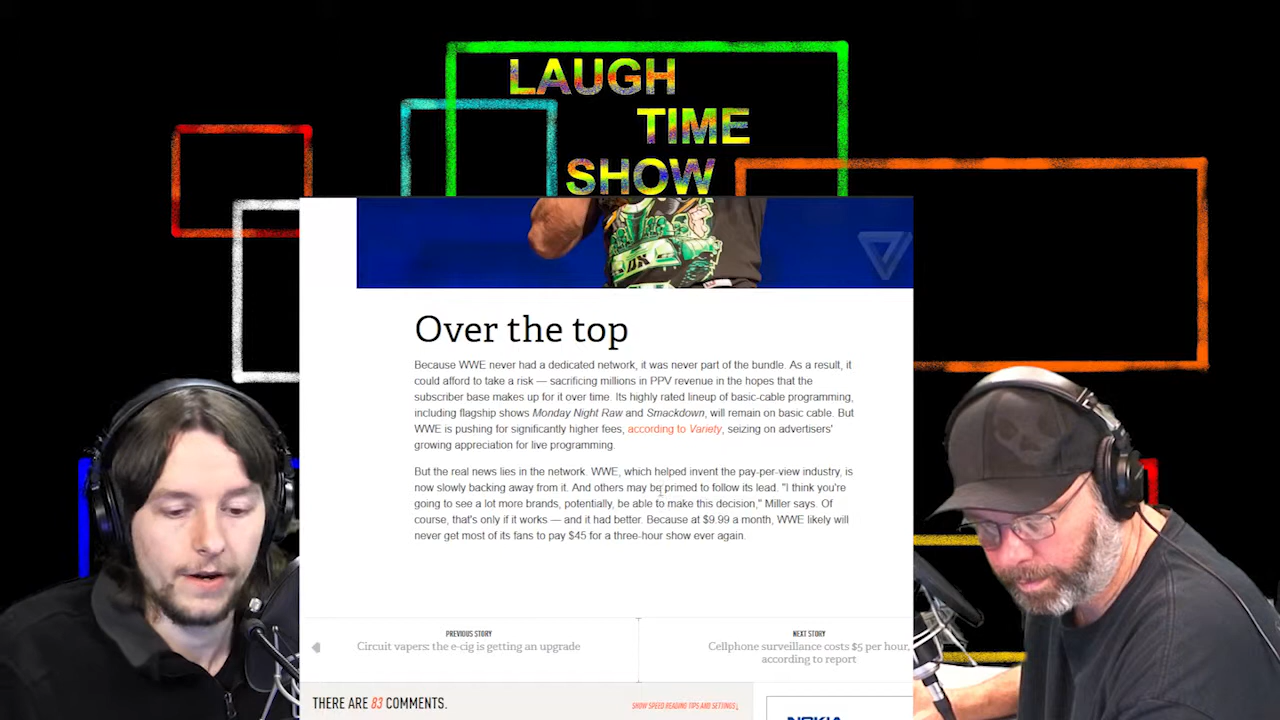 LAUGH
TIME
SHOW
DX
Over the top
Because WWE never had a dedicated network, it was never part of the bundle. As a result, it
could afford to take a risk — sacrificing millions in PPV revenue in the hopes that the
subscriber base makes up for it over time. Its highly rated lineup of basic-cable programming,
including flagship shows Monday Night Raw and Smackdown, will remain on basic cable. But
WWE is pushing for significantly higher fees, according to Variety, seizing on advertisers'
growing appreciation for live programming.
But the real news lies in the network. WWE, which helped invent the pay-per-view industry, is
now slowly backing away from it. And others may be primed to follow its lead. "I think you're
going to see a lot more brands, potentially, be able to make this decision," Miller says. Of
course, that's only if it works — and it had better. Because at $9.99 a month, WWE likely will
never get most of its fans to pay $45 for a three-hour show ever again.
PREVIOUS STORY
Circuit vapers: the e-cig is getting an upgrade
NEXT STORY
Cellphone surveillance costs $5 per hour,
according to report
THERE ARE 83 COMMENTS.
SHOW SPEED READING TIPS AND SETTINGS
NOKIA